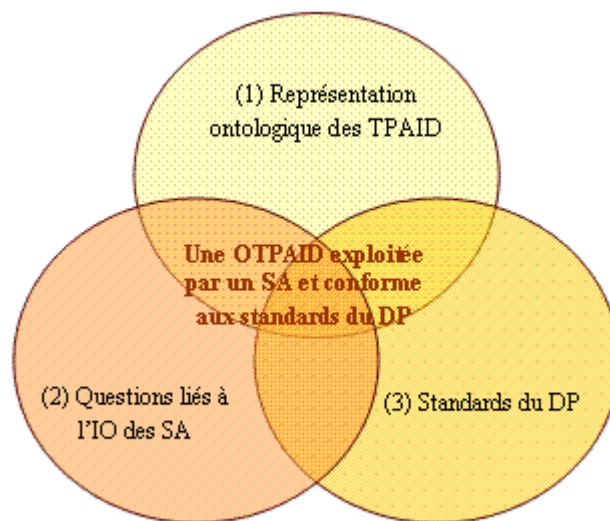 (1) Représentation
ontologique des TPAID
Une OTPAID exploitée
par un SA et conforme
aux standards du DP
(2) Questions liés à
l'IO des SA
(3) Standards du DP